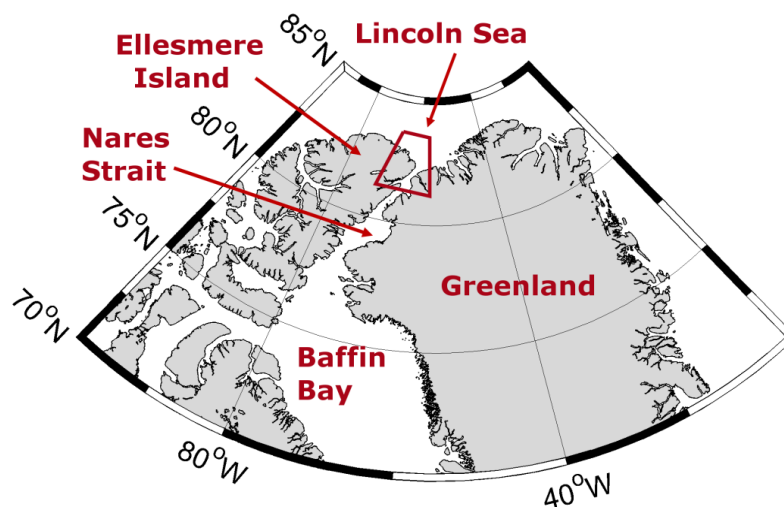 Lincoln Sea
Ellesmere
Island
85°N
Nares
Strait
80°N
75°N
70°N
Greenland
Baffin
Bay
80°W
40°W